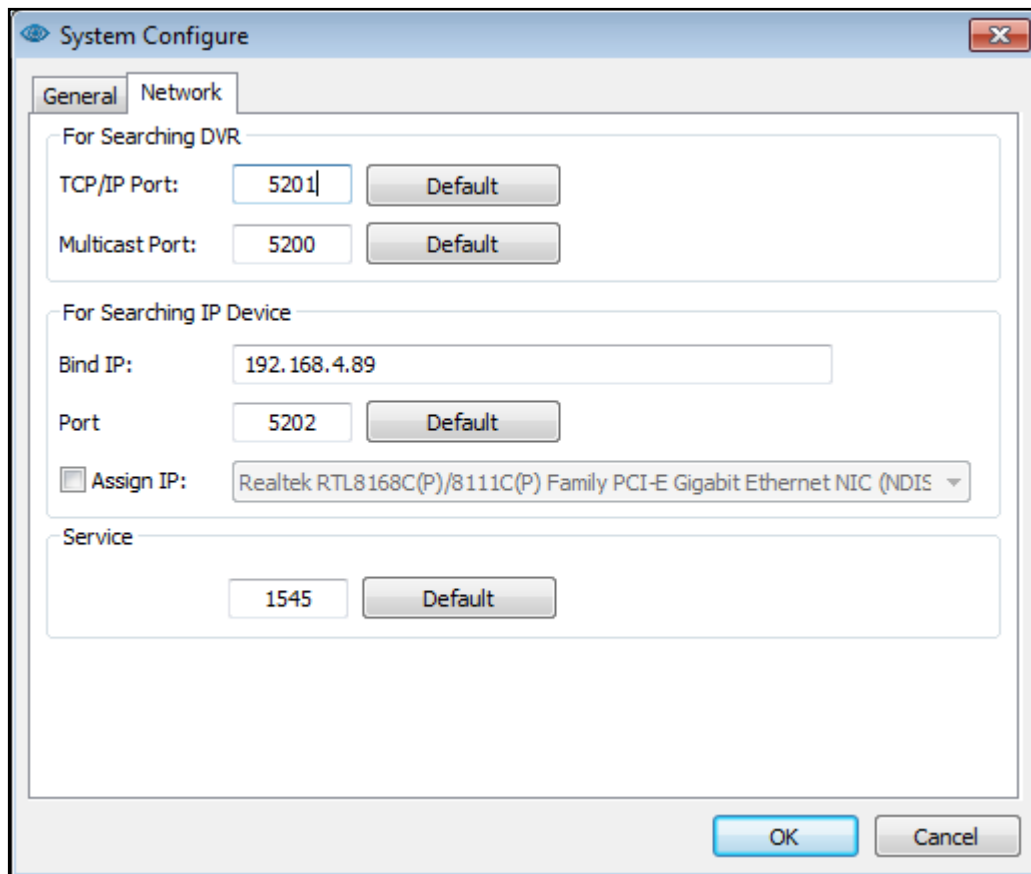 System Configure
General Network
For Searching DVR
TCP/IP Port: 5201 Default
Multicast Port: 5200 Default
For Searching IP Device
Bind IP: 192.168.4.89
Port 5202 Default
Assign IP: Realtek RTL8168C(P)/8111C(P) Family PCI-E Gigabit Ethernet NIC (NDIS
Service
1545 Default
OK Cancel